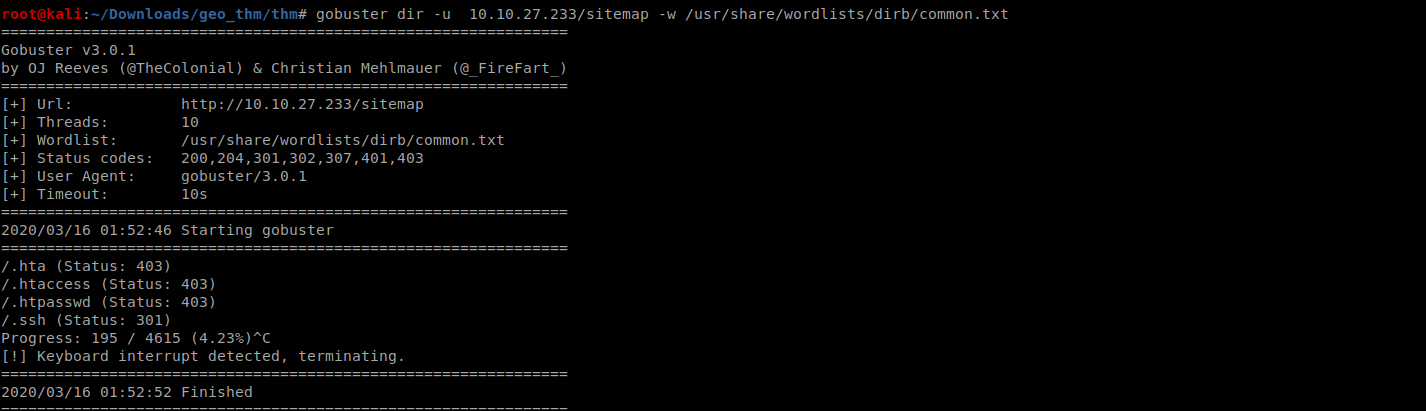 root@kali:~/Downloads/geo_thm/thm# gobuster dir -u  10.10.27.233/sitemap -w /usr/share/wordlists/dirb/common.txt
===============================================================
Gobuster v3.0.1
by OJ Reeves (@TheColonial) & Christian Mehlmauer (@_FireFart_)
===============================================================
[+] Url:            http://10.10.27.233/sitemap
[+] Threads:        10
[+] Wordlist:       /usr/share/wordlists/dirb/common.txt
[+] Status codes:   200,204,301,302,307,401,403
[+] User Agent:     gobuster/3.0.1
[+] Timeout:        10s
===============================================================
2020/03/16 01:52:46 Starting gobuster
===============================================================
/.hta (Status: 403)
/.htaccess (Status: 403)
/.htpasswd (Status: 403)
/.ssh (Status: 301)
Progress: 195 / 4615 (4.23%)^C
[!] Keyboard interrupt detected, terminating.
===============================================================
2020/03/16 01:52:52 Finished
===============================================================